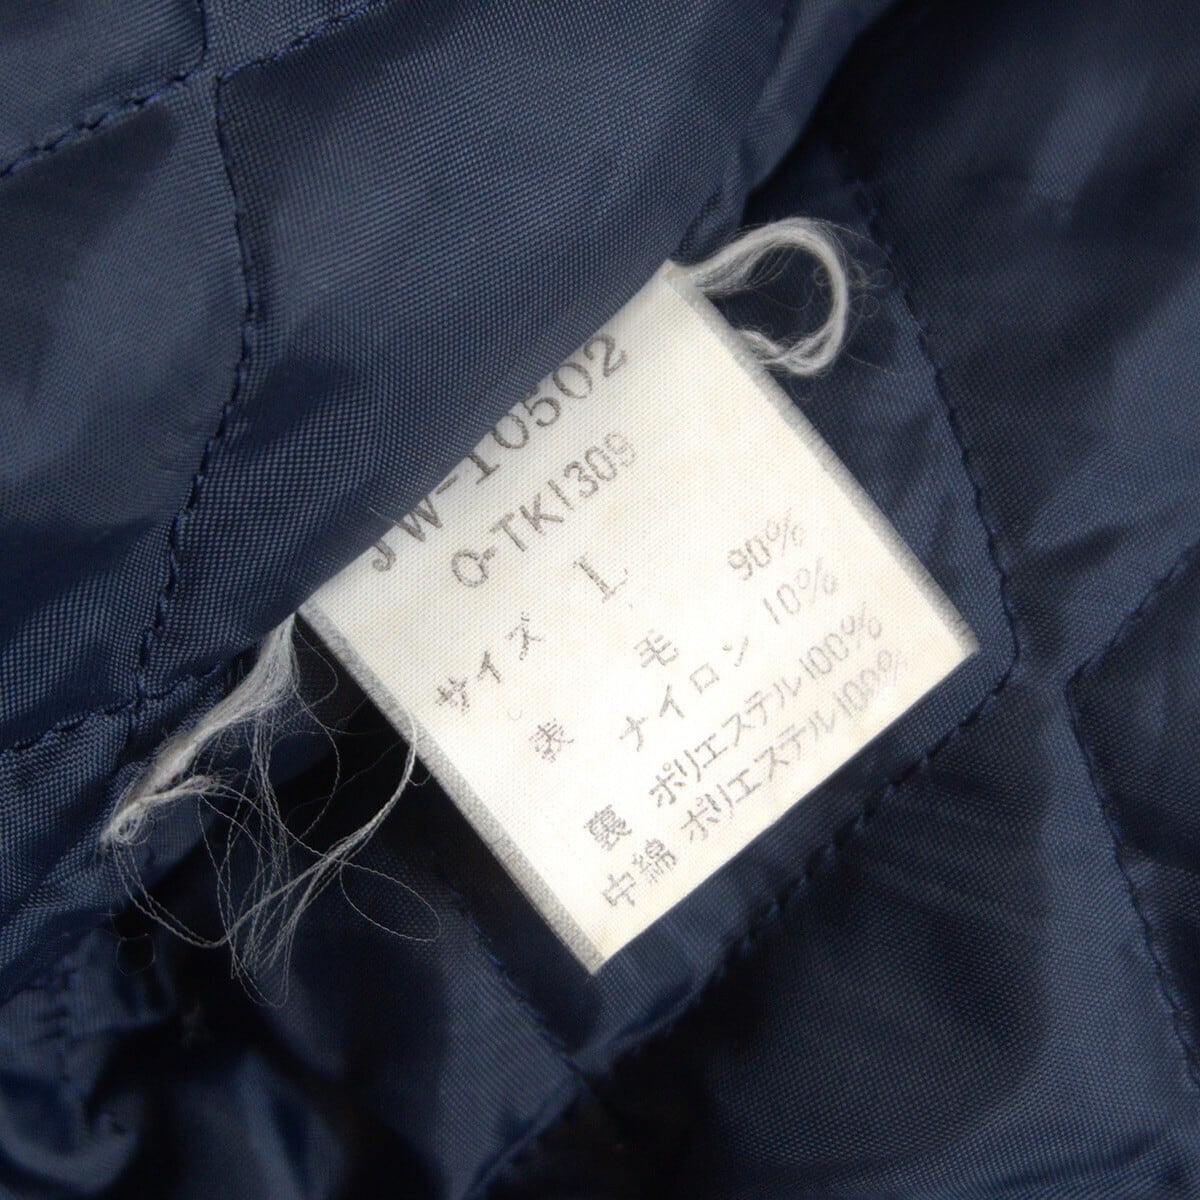 JW-10502
Q-TK1309
サイズ L
表 毛 90%
ナイロン 10%
裏 ポリエステル100%
中綿 ポリエステル100%